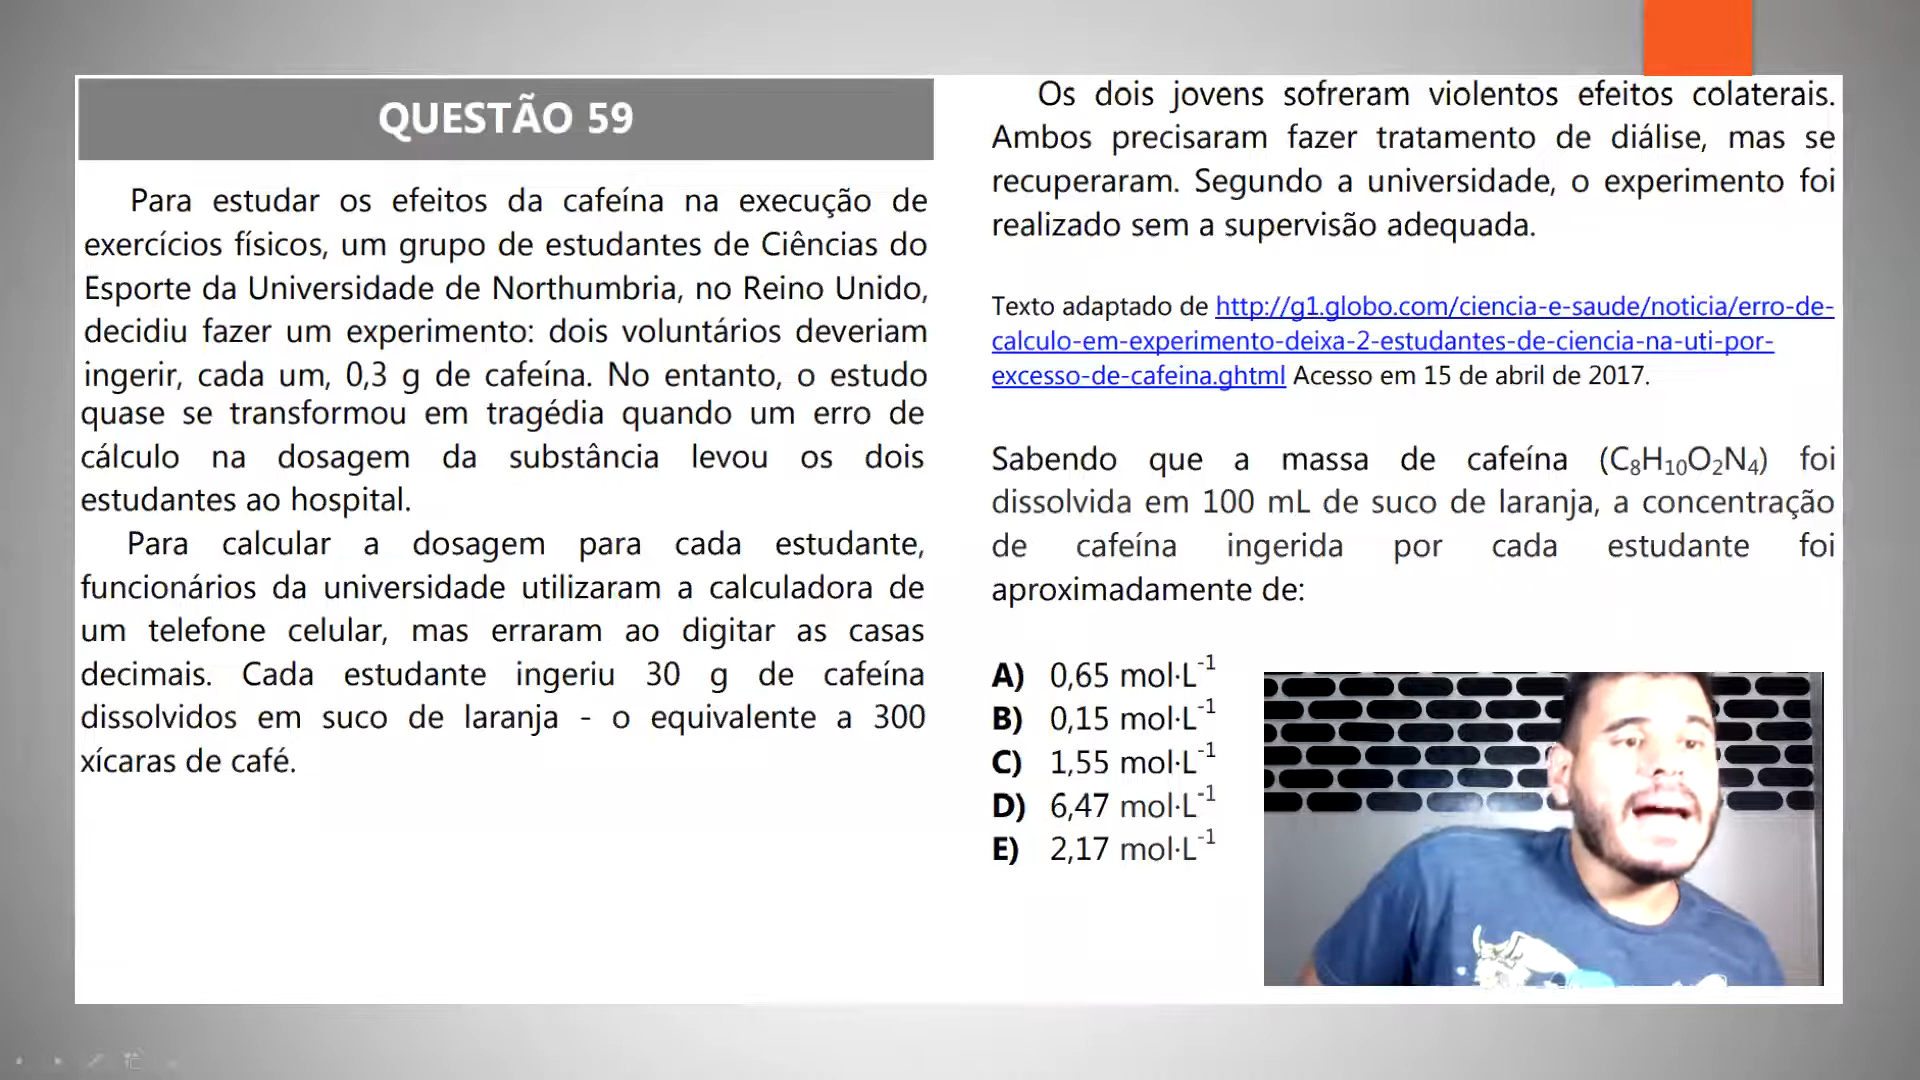 QUESTÃO 59
Para estudar os efeitos da cafeína na execução de
exercícios físicos, um grupo de estudantes de Ciências do
Esporte da Universidade de Northumbria, no Reino Unido,
decidiu fazer um experimento: dois voluntários deveriam
ingerir, cada um, 0,3 g de cafeína. No entanto, o estudo
quase se transformou em tragédia quando um erro de
cálculo na dosagem da substância levou os dois
estudantes ao hospital.
Para calcular a dosagem para cada estudante,
funcionários da universidade utilizaram a calculadora de
um telefone celular, mas erraram ao digitar as casas
decimais. Cada estudante ingeriu 30 g de cafeína
dissolvidos em suco de laranja - o equivalente a 300
xícaras de café.
Os dois jovens sofreram violentos efeitos colaterais.
Ambos precisaram fazer tratamento de diálise, mas se
recuperaram. Segundo a universidade, o experimento foi
realizado sem a supervisão adequada.
Texto adaptado de http://g1.globo.com/ciencia-e-saude/noticia/erro-de-
calculo-em-experimento-deixa-2-estudantes-de-ciencia-na-uti-por-
excesso-de-cafeina.ghtml Acesso em 15 de abril de 2017.
Sabendo que a massa de cafeína (C₈H₁₀O₂N₄) foi
dissolvida em 100 mL de suco de laranja, a concentração
de cafeína ingerida por cada estudante foi
aproximadamente de:
A) 0,65 mol·L⁻¹
B) 0,15 mol·L⁻¹
C) 1,55 mol·L⁻¹
D) 6,47 mol·L⁻¹
E) 2,17 mol·L⁻¹